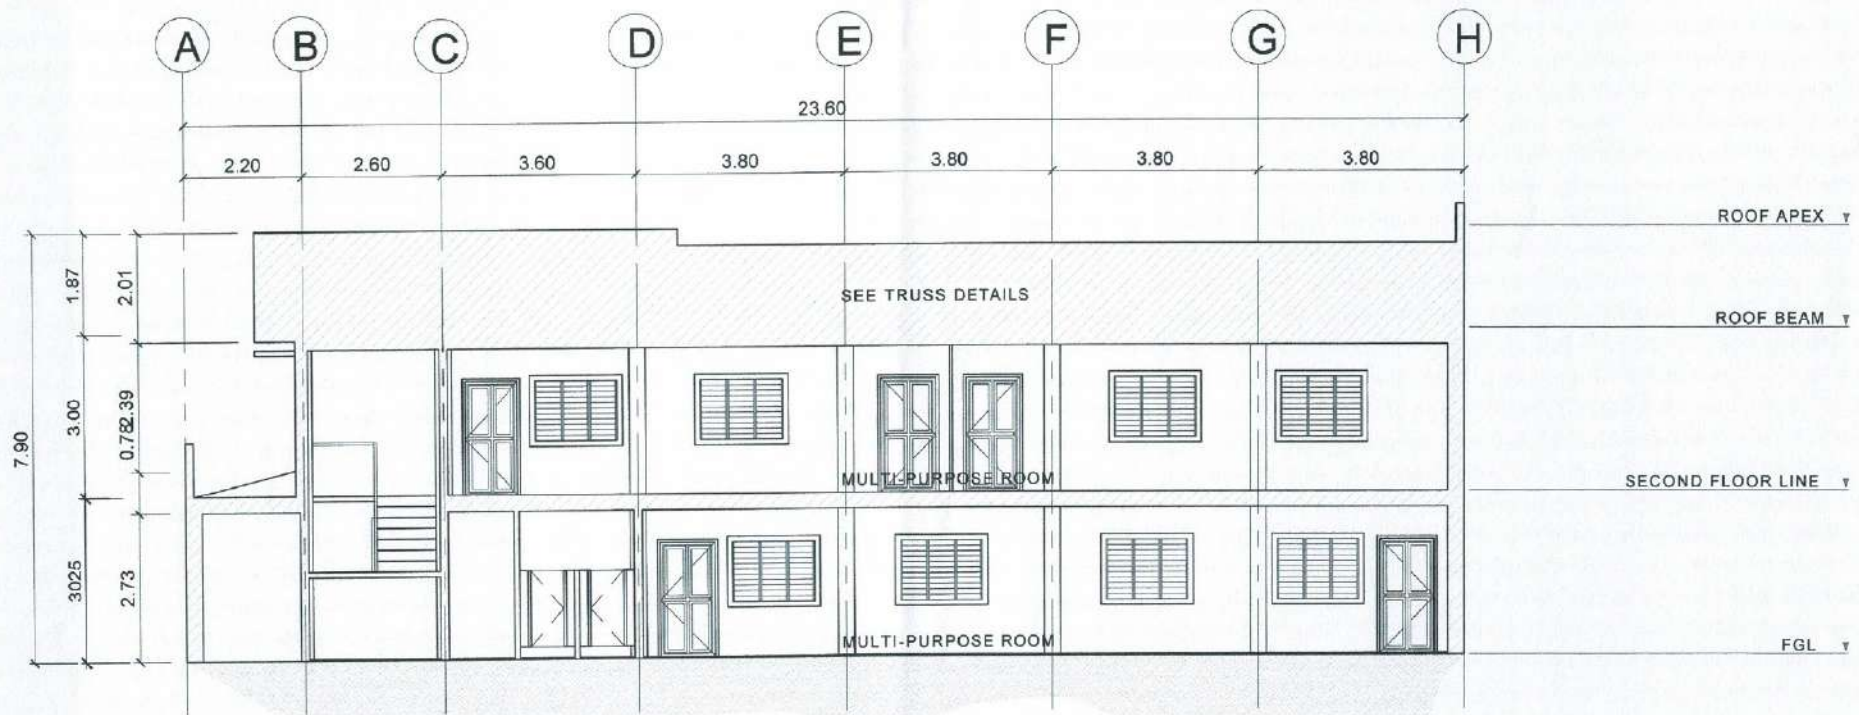 A B C D E F G H
23.60
2.20 2.60 3.60 3.80 3.80 3.80 3.80
ROOF APEX
7.90
1.87
2.01
SEE TRUSS DETAILS
ROOF BEAM
3.00
2.39
0.78
MULTI-PURPOSE ROOM
SECOND FLOOR LINE
3025
2.73
MULTI-PURPOSE ROOM
FGL